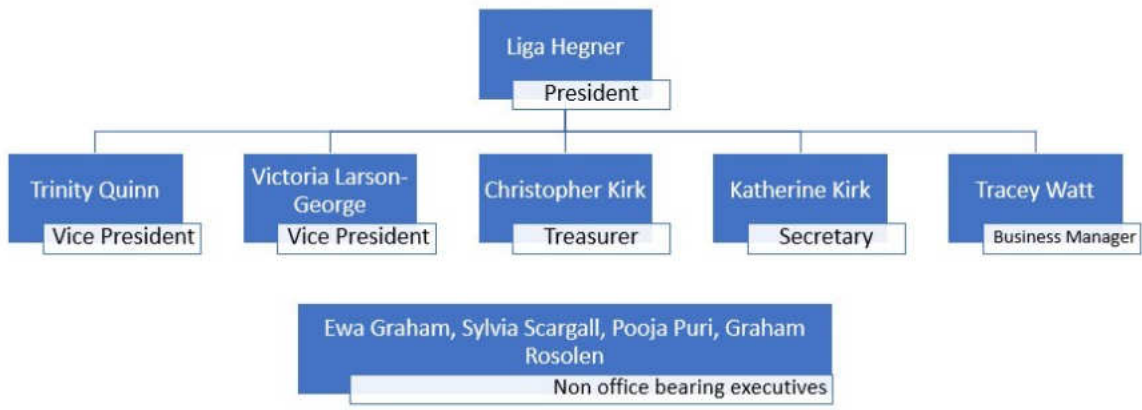 Liga Hegner
President
Trinity Quinn
Vice President
Victoria Larson-
George
Vice President
Christopher Kirk
Treasurer
Katherine Kirk
Secretary
Tracey Watt
Business Manager
Ewa Graham, Sylvia Scargall, Pooja Puri, Graham
Rosolen
Non office bearing executives